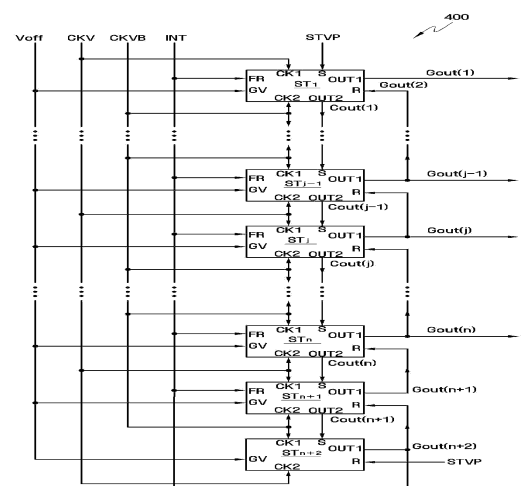 400
Voff CKV CKVB INT STVP
CK1 S OUT1 Gout(1)
FR ST1 Gout(2)
GV R
CK2 OUT2 Cout(1)
CK1 S OUT1 Gout(j-1)
FR STj-1
GV R
CK2 OUT2 Cout(j-1)
CK1 S OUT1 Gout(j)
FR STj
GV R
CK2 OUT2 Cout(j)
CK1 S OUT1 Gout(n)
FR STn
GV R
CK2 OUT2 Cout(n)
CK1 S OUT1 Gout(n+1)
FR STn+1
GV R
CK2 OUT2 Cout(n+1)
CK1 S OUT1 Gout(n+2)
STn+2
GV R STVP
CK2